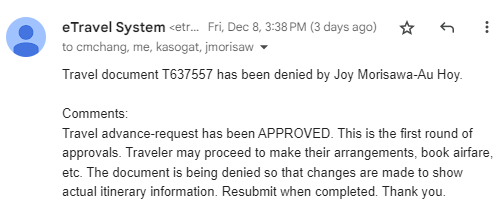 eTravel System <etr... Fri, Dec 8, 3:38 PM (3 days ago)
to cmchang, me, kasogat, jmorisaw
Travel document T637557 has been denied by Joy Morisawa-Au Hoy.
Comments:
Travel advance-request has been APPROVED. This is the first round of
approvals. Traveler may proceed to make their arrangements, book airfare,
etc. The document is being denied so that changes are made to show
actual itinerary information. Resubmit when completed. Thank you.